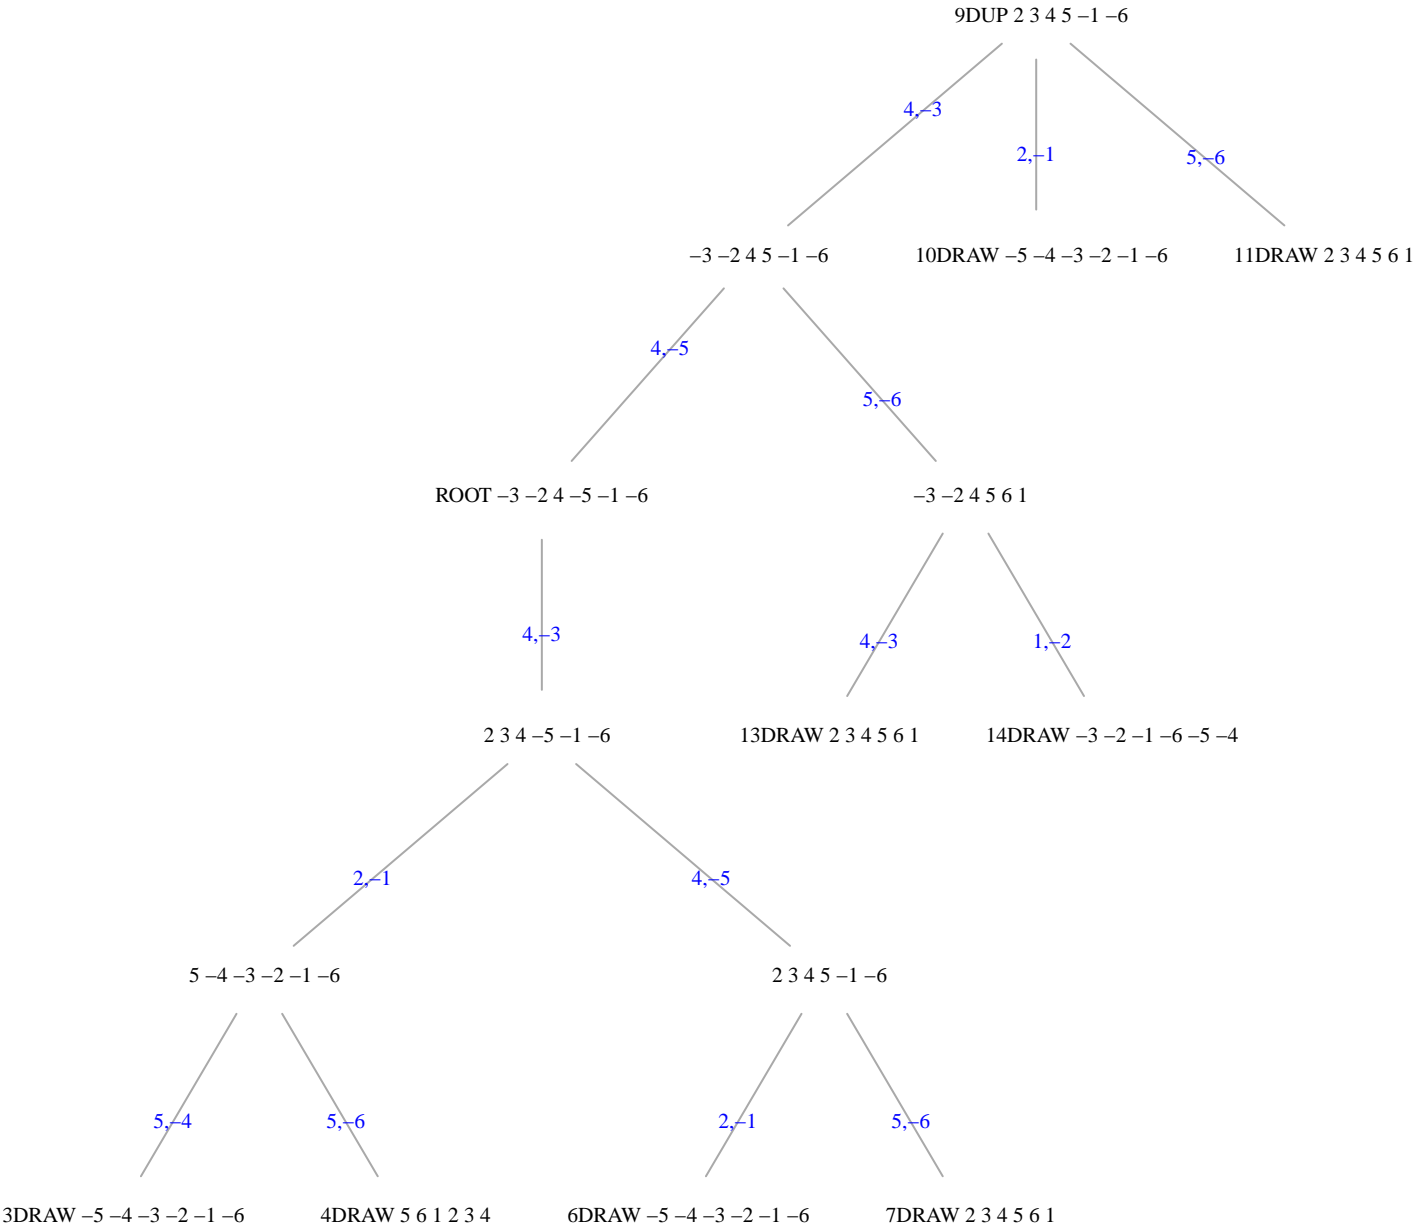 9DUP 2 3 4 5 –1 –6
4,–3
2,–1
5,–6
–3 –2 4 5 –1 –6
10DRAW –5 –4 –3 –2 –1 –6
11DRAW 2 3 4 5 6 1
4,–5
5,–6
ROOT –3 –2 4 –5 –1 –6
–3 –2 4 5 6 1
4,–3
4,–3
1,–2
2 3 4 –5 –1 –6
13DRAW 2 3 4 5 6 1
14DRAW –3 –2 –1 –6 –5 –4
2,–1
4,–5
5 –4 –3 –2 –1 –6
2 3 4 5 –1 –6
5,–4
5,–6
2,–1
5,–6
3DRAW –5 –4 –3 –2 –1 –6
4DRAW 5 6 1 2 3 4
6DRAW –5 –4 –3 –2 –1 –6
7DRAW 2 3 4 5 6 1